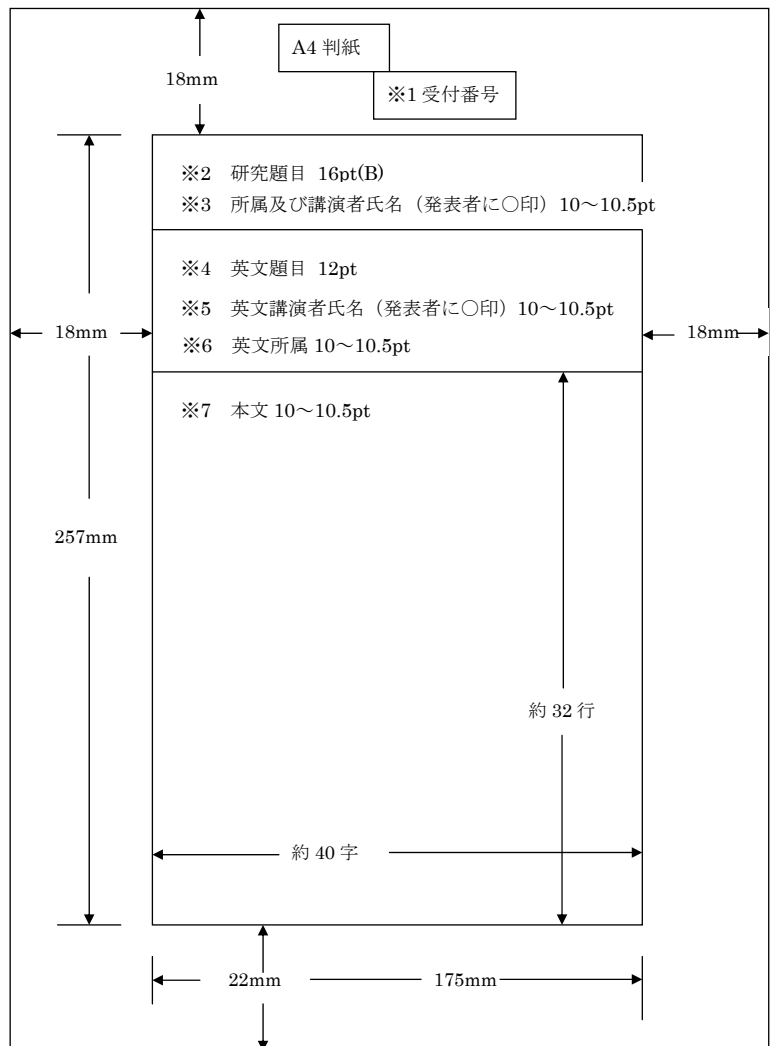 A4 判紙
18mm
※1 受付番号
※2 研究題目 16pt(B)
※3 所属及び講演者氏名（発表者に○印）10～10.5pt
※4 英文題目 12pt
※5 英文講演者氏名（発表者に○印）10～10.5pt
18mm
18mm
※6 英文所属 10～10.5pt
※7 本文 10～10.5pt
257mm
約 32 行
約 40 字
22mm
175mm